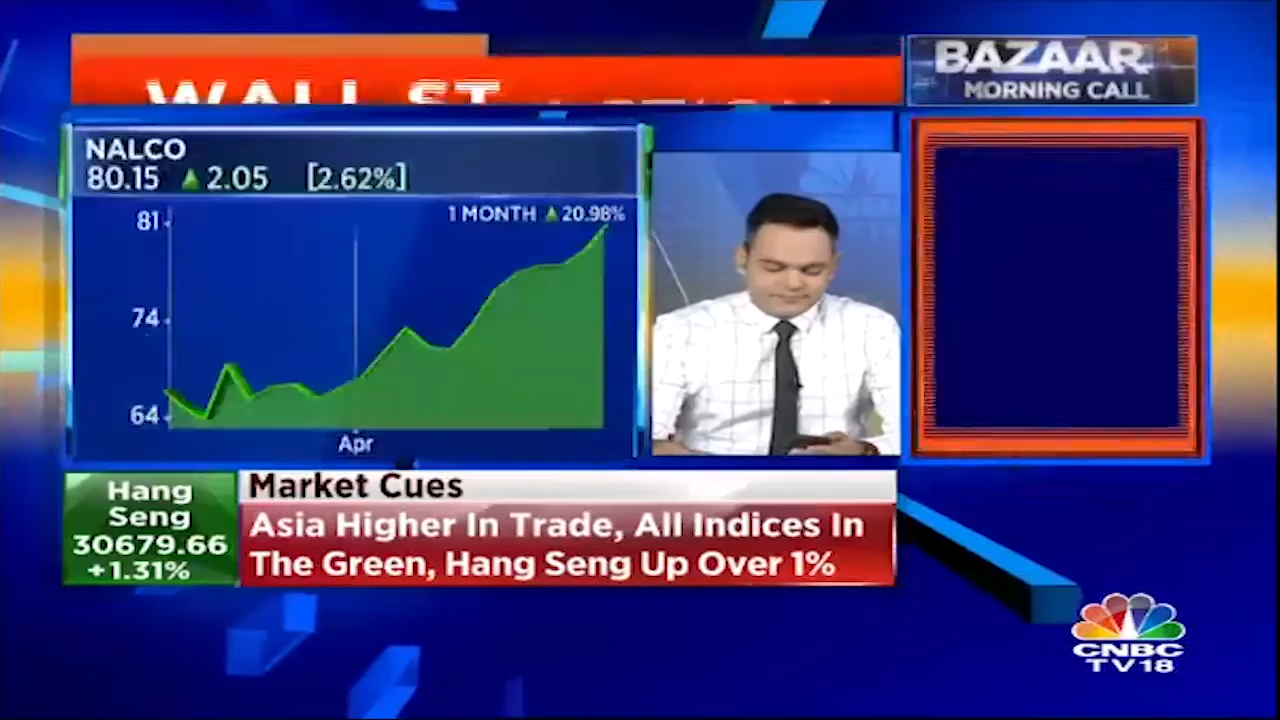 WALL ST
BAZAAR
MORNING CALL
NALCO
80.15 ▲ 2.05 [2.62%]
1 MONTH ▲ 20.98%
81
74
64
Apr
Hang
Seng
30679.66
+1.31%
Market Cues
Asia Higher In Trade, All Indices In
The Green, Hang Seng Up Over 1%
CNBC
TV18